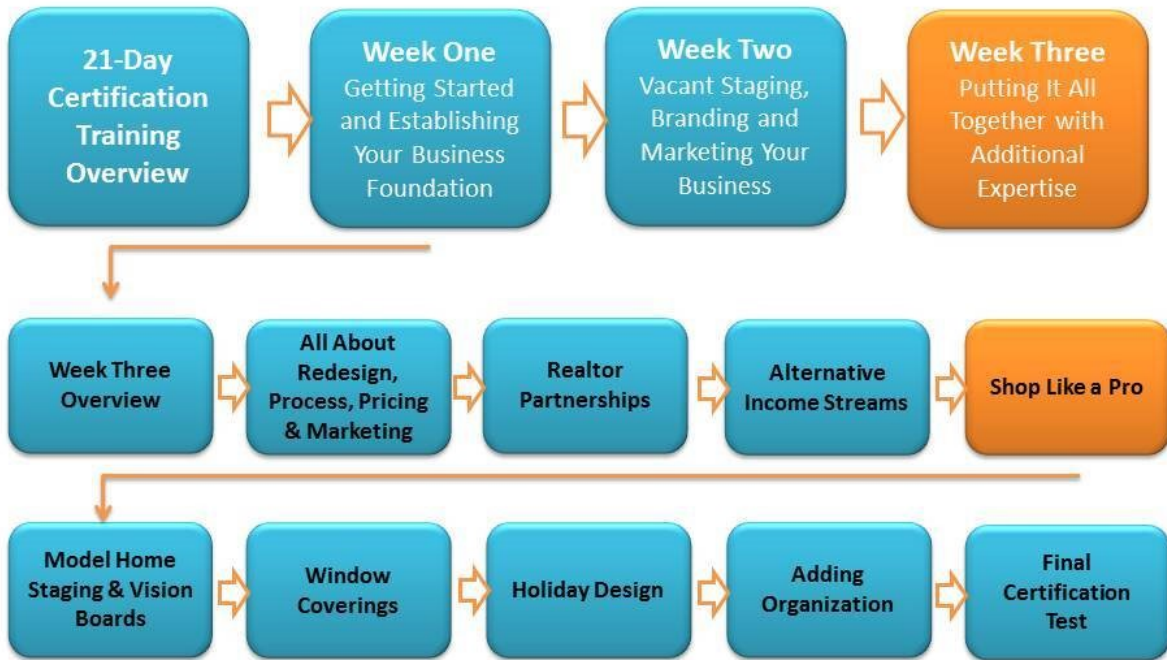 21-Day
Certification
Training
Overview
Week One
Getting Started
and Establishing
Your Business
Foundation
Week Two
Vacant Staging,
Branding and
Marketing Your
Business
Week Three
Putting It All
Together with
Additional
Expertise
Week Three
Overview
All About
Redesign,
Process, Pricing
& Marketing
Realtor
Partnerships
Alternative
Income Streams
Shop Like a Pro
Model Home
Staging & Vision
Boards
Window
Coverings
Holiday Design
Adding
Organization
Final
Certification
Test